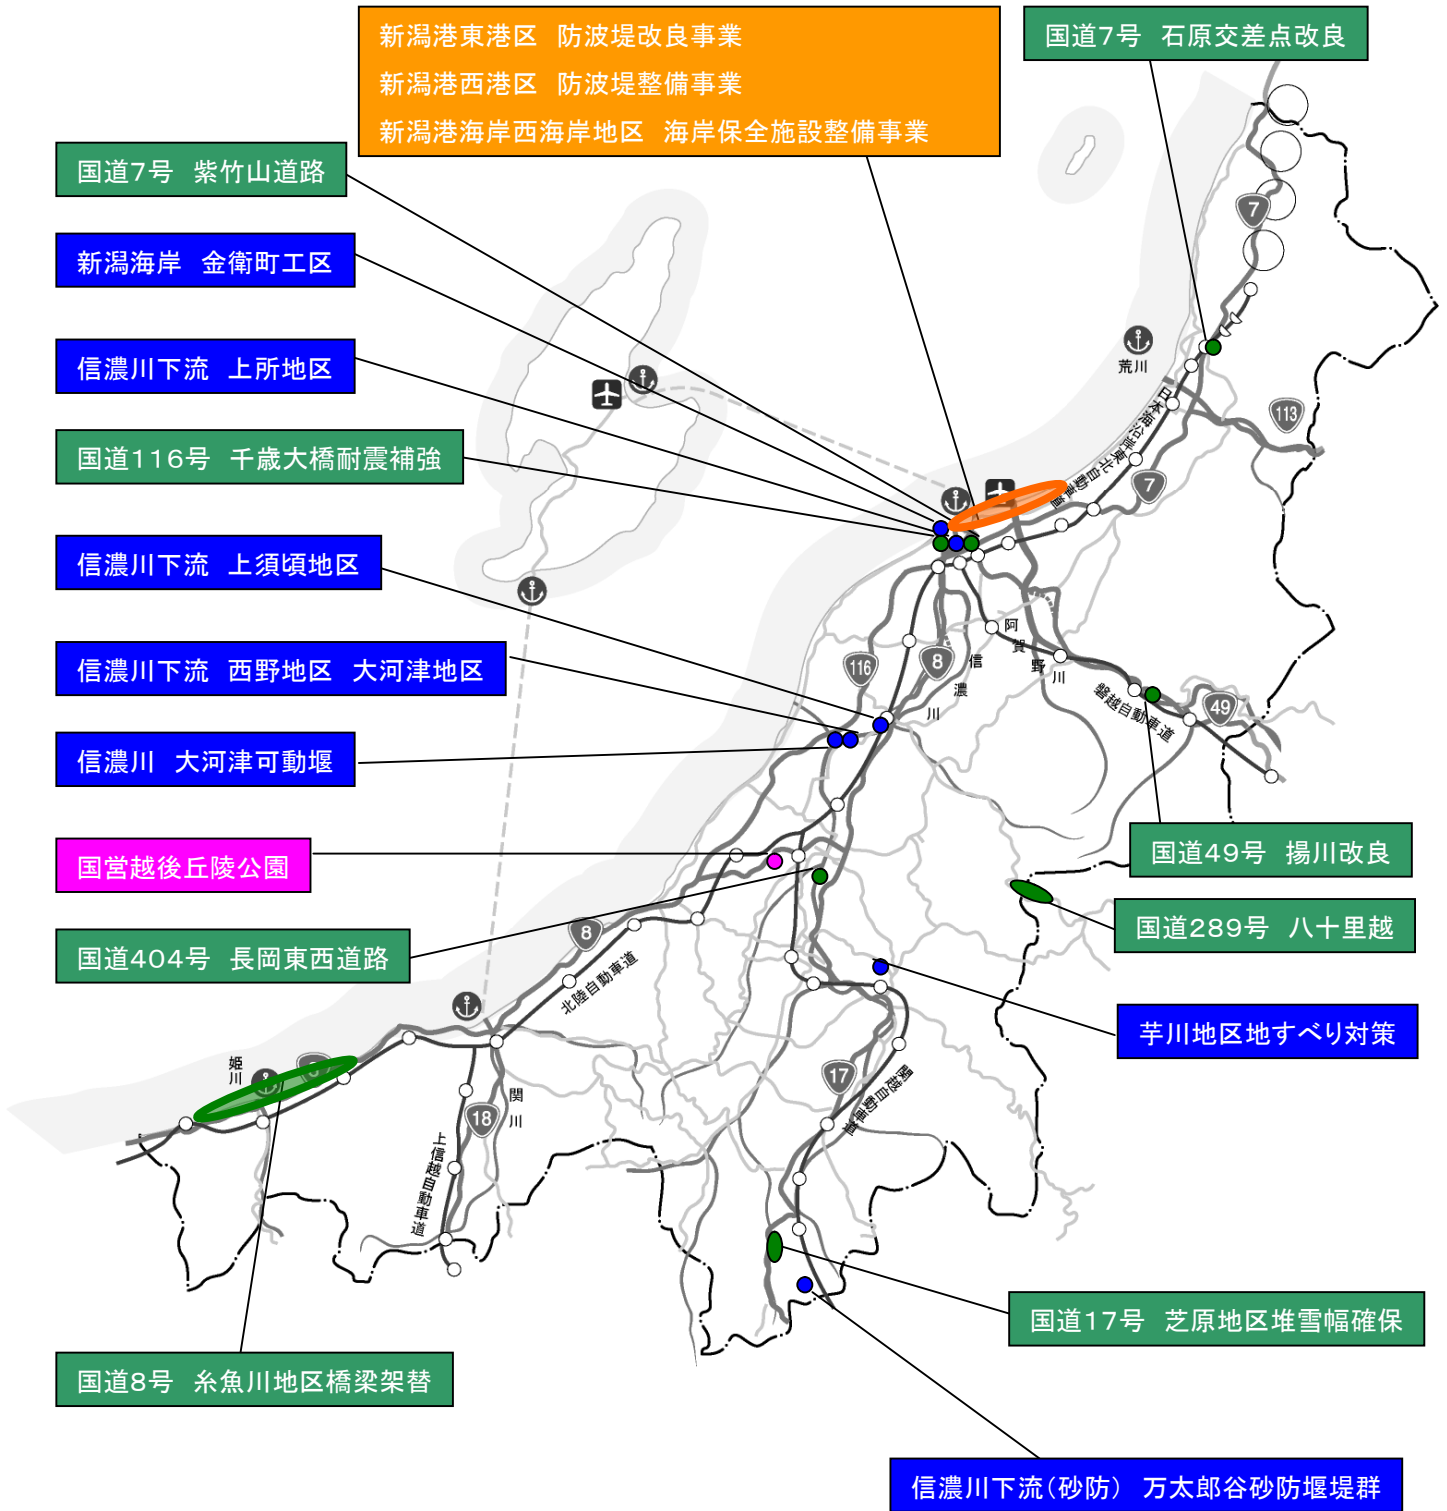 新潟港東港区　防波堤改良事業
新潟港西港区　防波堤整備事業
新潟港海岸西海岸地区　海岸保全施設整備事業
国道7号　石原交差点改良
国道7号　紫竹山道路
新潟海岸　金衛町工区
信濃川下流　上所地区
国道116号　千歳大橋耐震補強
信濃川下流　上須頃地区
信濃川下流　西野地区　大河津地区
信濃川　大河津可動堰
国営越後丘陵公園
国道404号　長岡東西道路
国道8号　糸魚川地区橋梁架替
国道49号　揚川改良
国道289号　八十里越
芋川地区地すべり対策
国道17号　芝原地区堆雪幅確保
信濃川下流(砂防)　万太郎谷砂防堰堤群
7
荒川
113
日本海沿岸東北自動車道
7
阿賀野川
116
8
信濃川
磐越自動車道
49
8
北陸自動車道
姫川
関川
18
上信越自動車道
17
関越自動車道